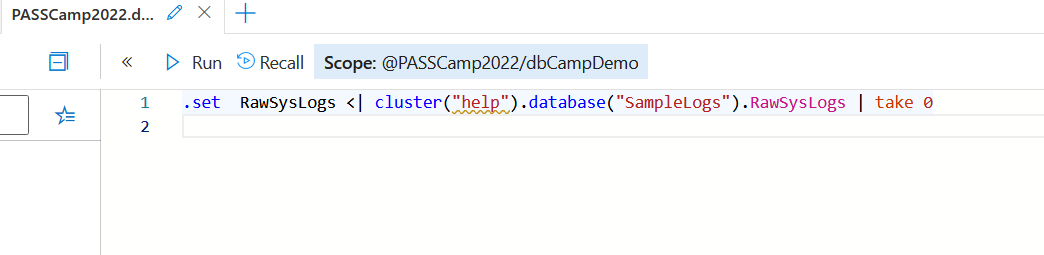 PASSCamp2022.d...
Run Recall Scope: @PASSCamp2022/dbCampDemo
1 .set  RawSysLogs <| cluster("help").database("SampleLogs").RawSysLogs | take 0
2